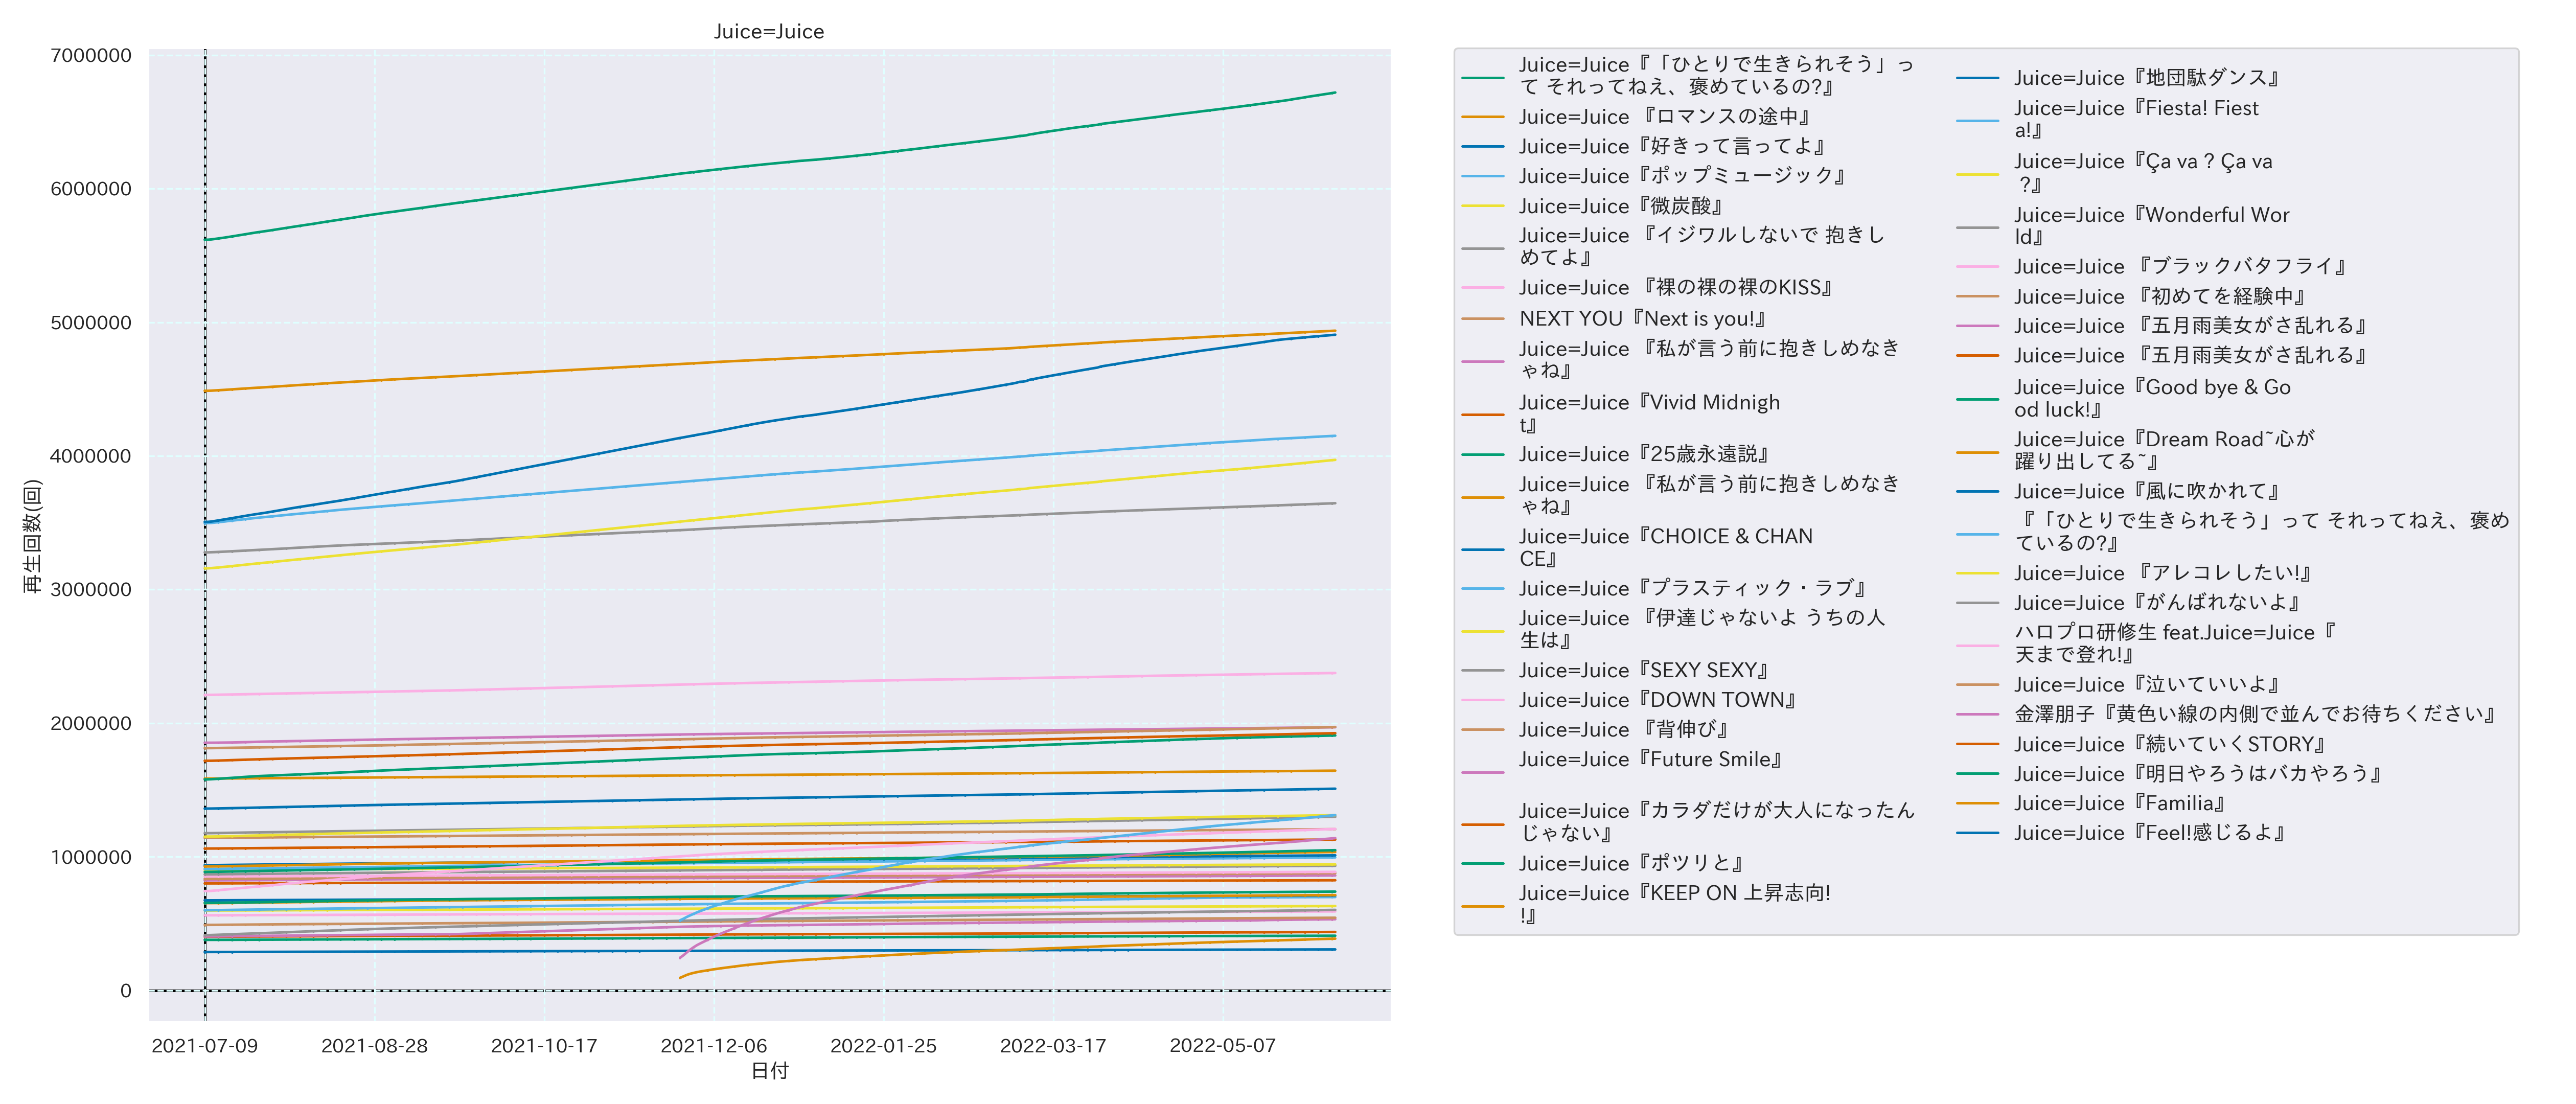 Juice=Juice
7000000
6000000
5000000
4000000
3000000
2000000
1000000
0
再生回数(回)
2021-07-09
2021-08-28
2021-10-17
2021-12-06
2022-01-25
2022-03-17
2022-05-07
日付
Juice=Juice『「ひとりで生きられそう」っ
て それってねえ、褒めているの?』
Juice=Juice 『ロマンスの途中』
Juice=Juice『好きって言ってよ』
Juice=Juice『ポップミュージック』
Juice=Juice『微炭酸』
Juice=Juice 『イジワルしないで 抱きし
めてよ』
Juice=Juice 『裸の裸の裸のKISS』
NEXT YOU『Next is you!』
Juice=Juice 『私が言う前に抱きしめなき
ゃね』
Juice=Juice『Vivid Midnigh
t』
Juice=Juice『25歳永遠説』
Juice=Juice 『私が言う前に抱きしめなき
ゃね』
Juice=Juice『CHOICE & CHAN
CE』
Juice=Juice『プラスティック・ラブ』
Juice=Juice 『伊達じゃないよ うちの人
生は』
Juice=Juice『SEXY SEXY』
Juice=Juice『DOWN TOWN』
Juice=Juice 『背伸び』
Juice=Juice『Future Smile』
Juice=Juice『カラダだけが大人になったん
じゃない』
Juice=Juice『ポツリと』
Juice=Juice『KEEP ON 上昇志向!
!』
Juice=Juice『地団駄ダンス』
Juice=Juice『Fiesta! Fiest
a!』
Juice=Juice『Ça va ? Ça va
?』
Juice=Juice『Wonderful Wor
ld』
Juice=Juice 『ブラックバタフライ』
Juice=Juice 『初めてを経験中』
Juice=Juice 『五月雨美女がさ乱れる』
Juice=Juice 『五月雨美女がさ乱れる』
Juice=Juice『Good bye & Go
od luck!』
Juice=Juice『Dream Road~心が
躍り出してる~』
Juice=Juice『風に吹かれて』
『「ひとりで生きられそう」って それってねえ、褒め
ているの?』
Juice=Juice 『アレコレしたい!』
Juice=Juice『がんばれないよ』
ハロプロ研修生 feat.Juice=Juice『
天まで登れ!』
Juice=Juice『泣いていいよ』
金澤朋子『黄色い線の内側で並んでお待ちください』
Juice=Juice『続いていくSTORY』
Juice=Juice『明日やろうはバカやろう』
Juice=Juice『Familia』
Juice=Juice『Feel!感じるよ』